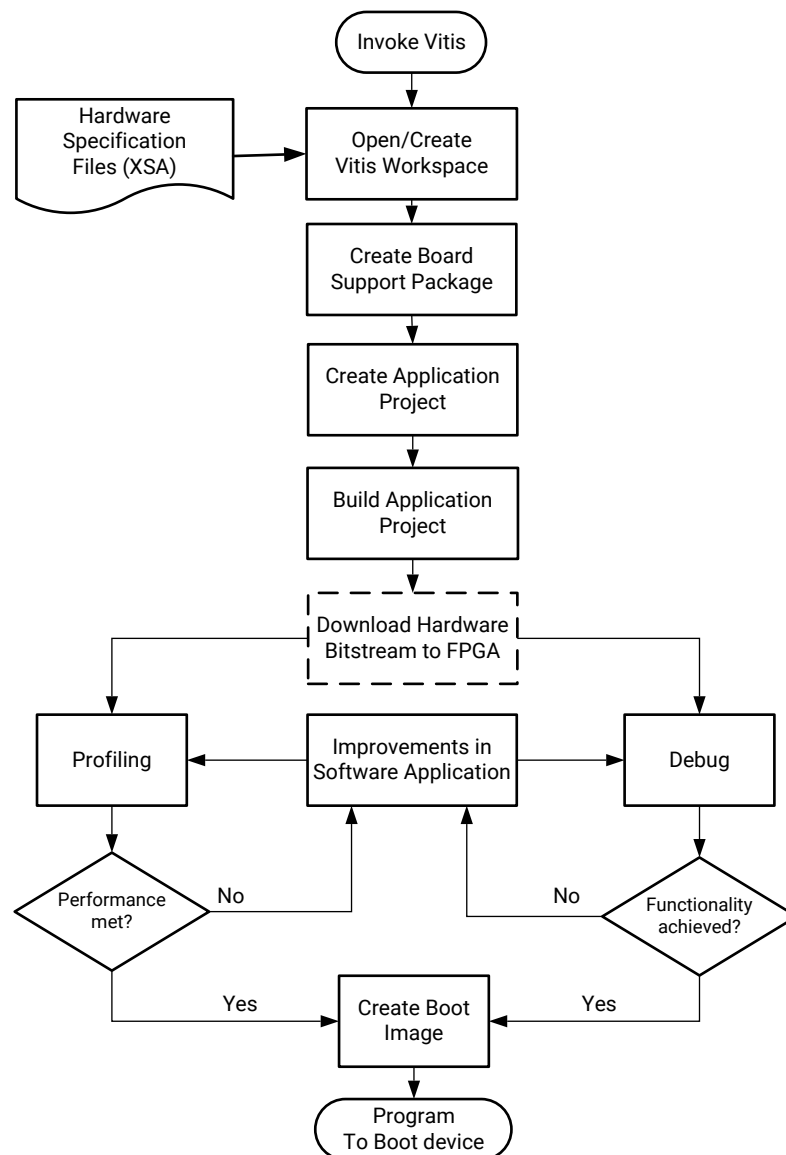 Invoke Vitis
Hardware
Specification
Files (XSA)
Open/Create
Vitis Workspace
Create Board
Support Package
Create Application
Project
Build Application
Project
Download Hardware
Bitstream to FPGA
Profiling
Improvements in
Software Application
Debug
Performance
met?
No
No
Functionality
achieved?
Yes
Create Boot
Image
Yes
Program
To Boot device